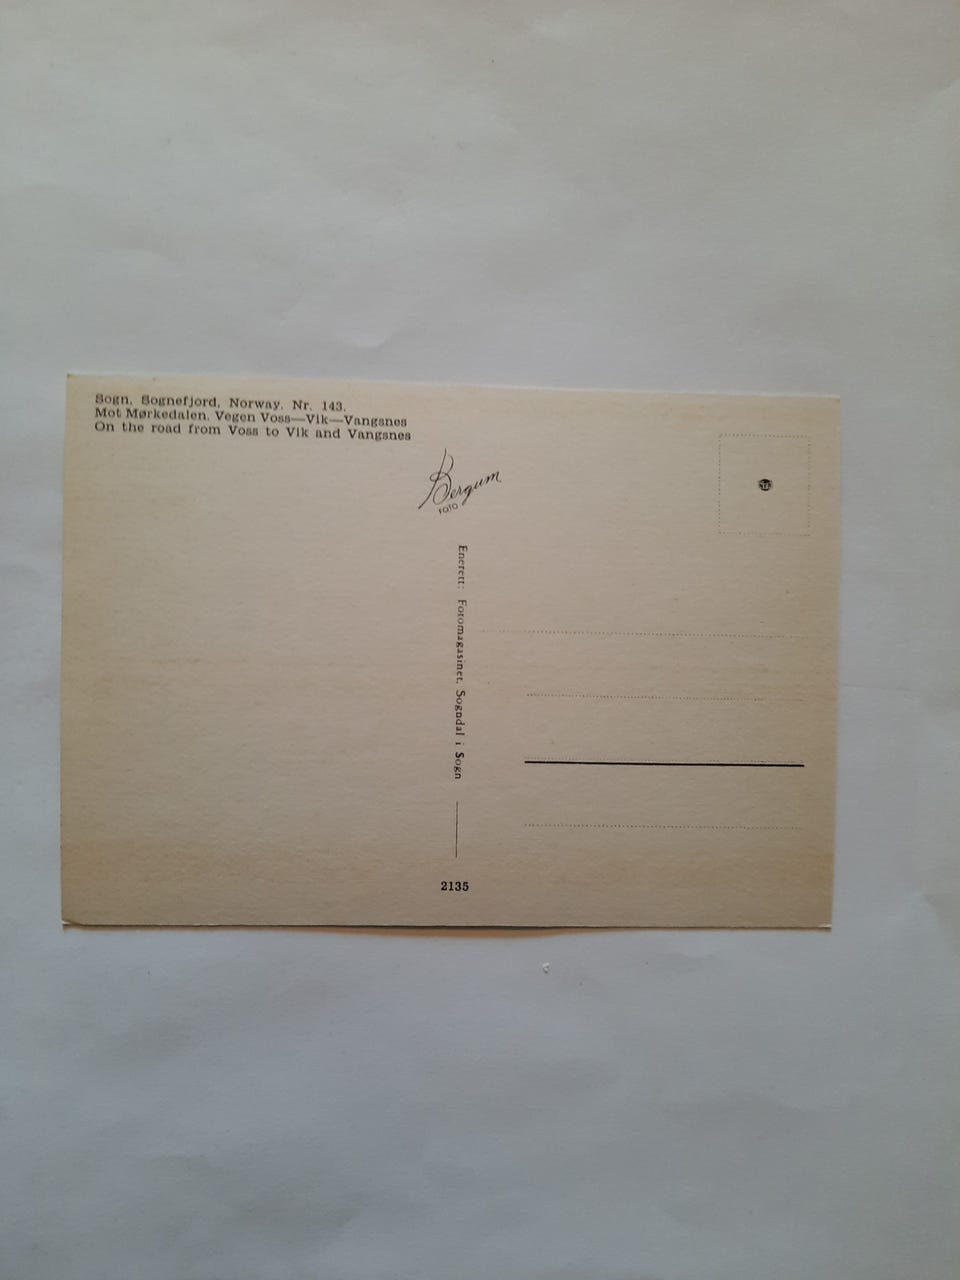 Sogn, Sognefjord, Norway. Nr. 143.
Mot Mørkedalen. Vegen Voss—Vik—Vangsnes
On the road from Voss to Vik and Vangsnes
Bergum
FOTO
Enerett: Fotomagasinet, Sogndal i Sogn
2135